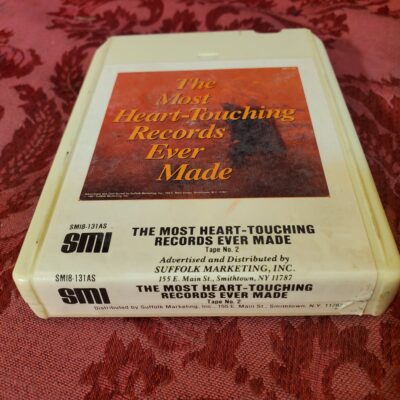 The
Most
Heart-Touching
Records
Ever
Made
SMI8-131AS
smi
THE MOST HEART-TOUCHING
RECORDS EVER MADE
Tape No. 2
Advertised and Distributed by
SUFFOLK MARKETING, INC.
155 E. Main St., Smithtown, NY 11787
SMI8-131AS
smi
THE MOST HEART-TOUCHING
RECORDS EVER MADE
Tape No. 2
Distributed by Suffolk Marketing, Inc., 155 E. Main St., Smithtown, N.Y. 11787